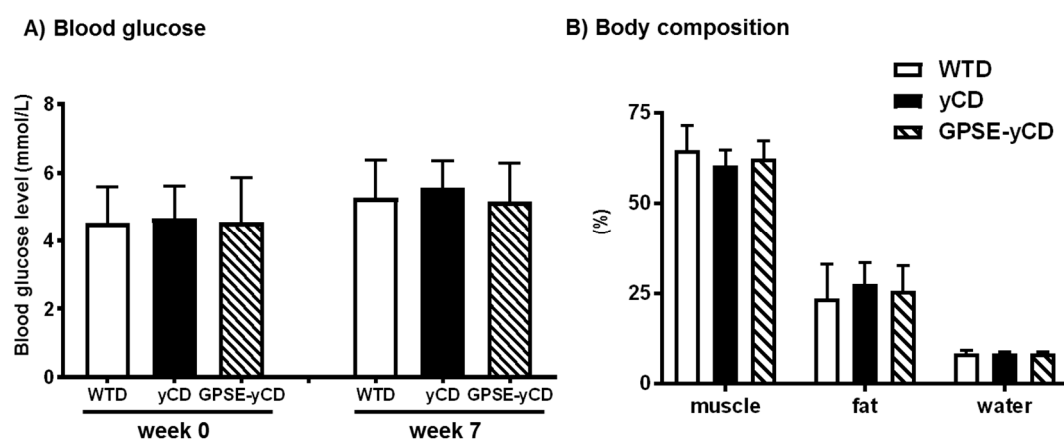 A) Blood glucose
Blood glucose level (mmol/L)
8
6
4
2
0
WTD yCD GPSE-yCD WTD yCD GPSE-yCD
week 0 week 7
B) Body composition
WTD
yCD
GPSE-yCD
(%)
75
50
25
0
muscle fat water